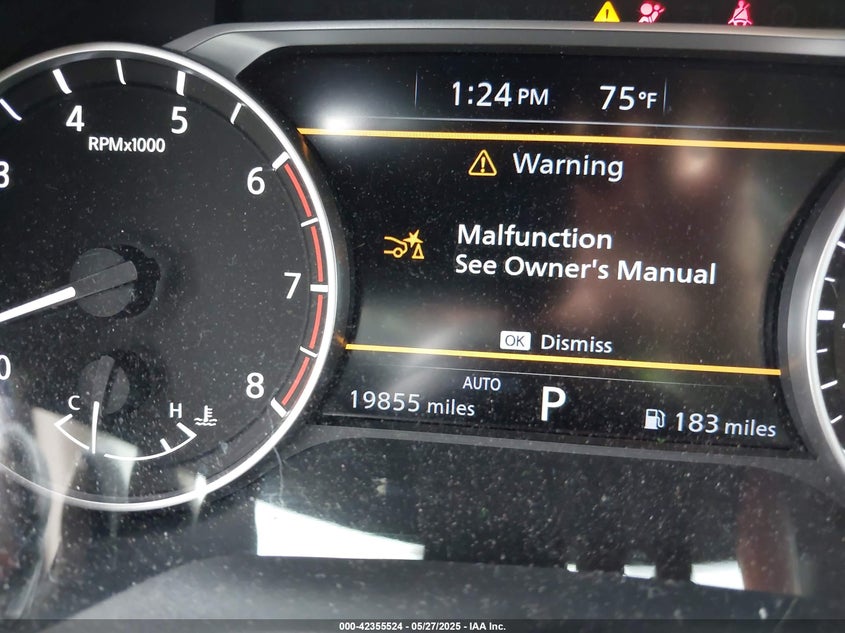 1:24 PM 75°F
4 5
RPMx1000
3 6
Warning
Malfunction
See Owner's Manual
7
OK Dismiss
0 8
AUTO
C H
19855 miles P 183 miles
000-42355524 - 05/27/2025 - IAA Inc.